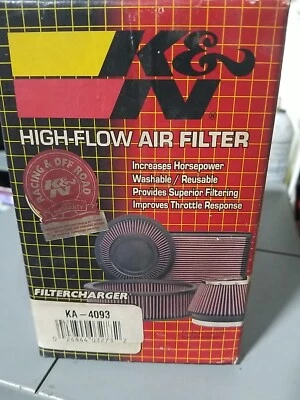 K&N
HIGH-FLOW AIR FILTER
Increases Horsepower
Washable / Reusable
Provides Superior Filtering
Improves Throttle Response
RACING & OFF ROAD
K&N
FILTERCHARGER
KA-4093